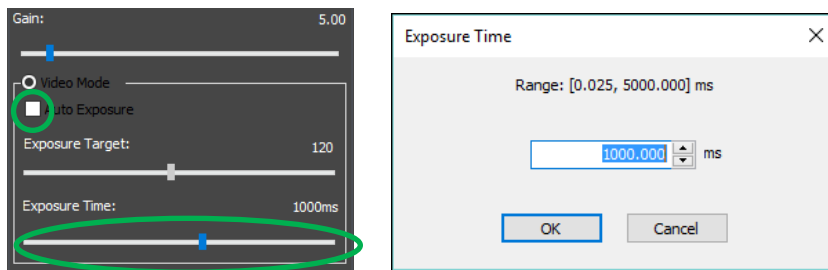 Gain: 5.00
Video Mode
Auto Exposure
Exposure Target: 120
Exposure Time: 1000ms
Exposure Time
Range: [0.025, 5000.000] ms
1000.000 ms
OK Cancel